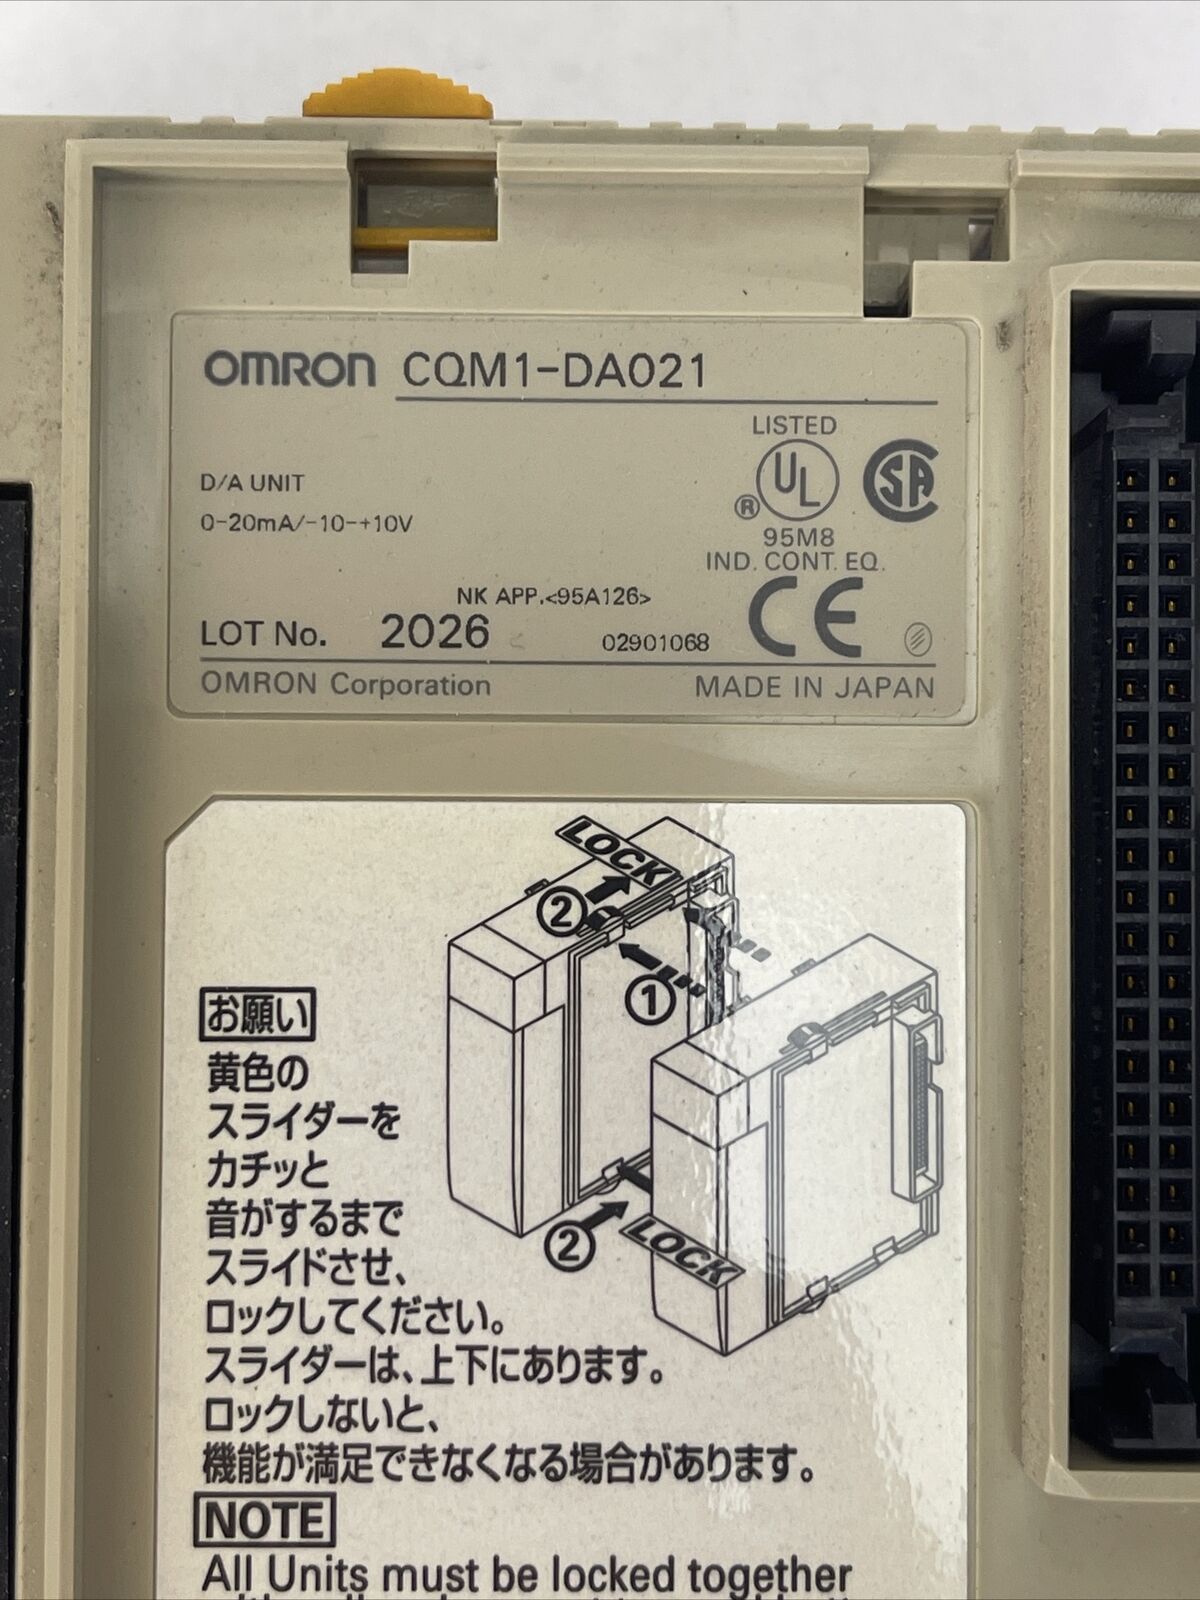 OMRON CQM1-DA021
LISTED
UL
®
SA
D/A UNIT
0-20mA/-10-+10V
95M8
IND. CONT. EQ.
NK APP.<95A126>
LOT No. 2026
02901068
CE
OMRON Corporation
MADE IN JAPAN
LOCK
②
①
②
LOCK
お願い
黄色の
スライダーを
カチッと
音がするまで
スライドさせ、
ロックしてください。
スライダーは、上下にあります。
ロックしないと、
機能が満足できなくなる場合があります。
NOTE
All Units must be locked together